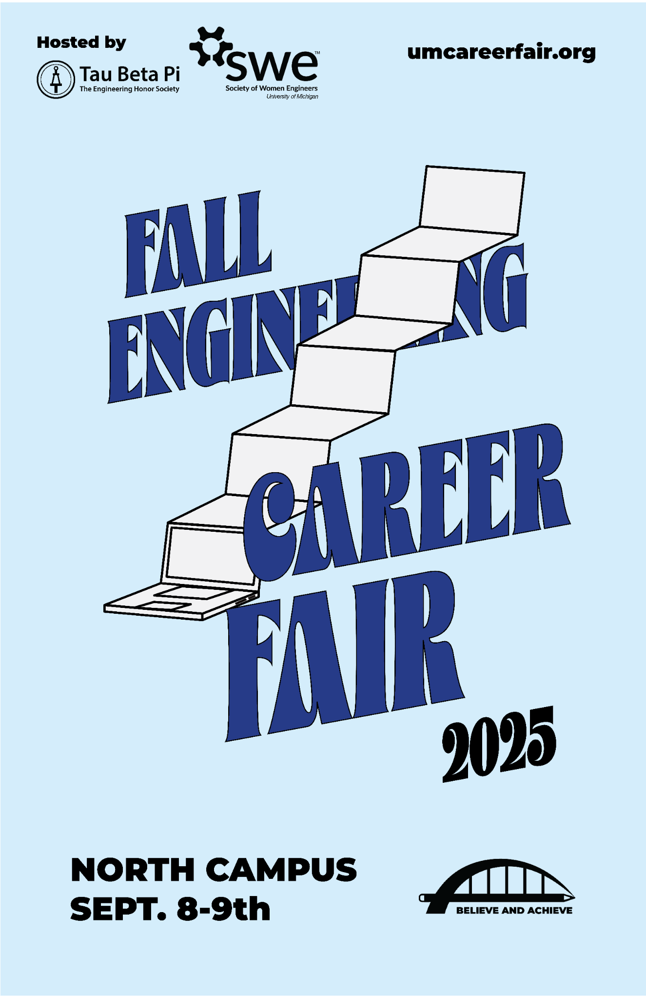 Hosted by
Tau Beta Pi
The Engineering Honor Society
swe™
Society of Women Engineers
University of Michigan
umcareerfair.org
FALL
ENGINEERING
CAREER
FAIR
2025
NORTH CAMPUS
SEPT. 8-9th
BELIEVE AND ACHIEVE